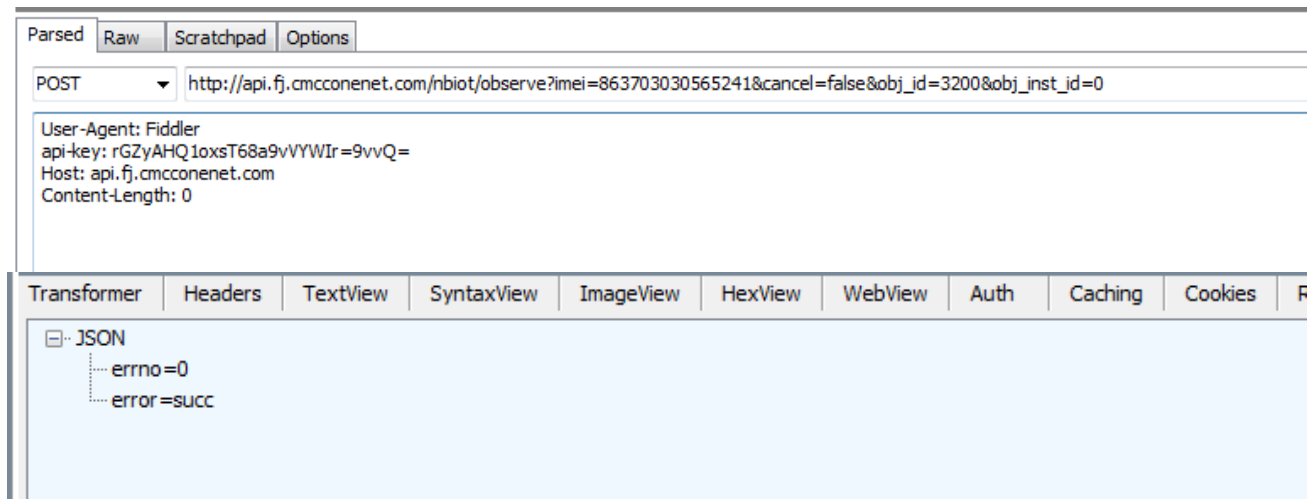 Parsed Raw Scratchpad Options
POST http://api.fj.cmcconenet.com/nbiot/observe?imei=863703030565241&cancel=false&obj_id=3200&obj_inst_id=0
User-Agent: Fiddler
api-key: rGZyAHQ1oxsT68a9vVYWIr=9vvQ=
Host: api.fj.cmcconenet.com
Content-Length: 0
Transformer Headers TextView SyntaxView ImageView HexView WebView Auth Caching Cookies R
JSON
errno=0
error=succ